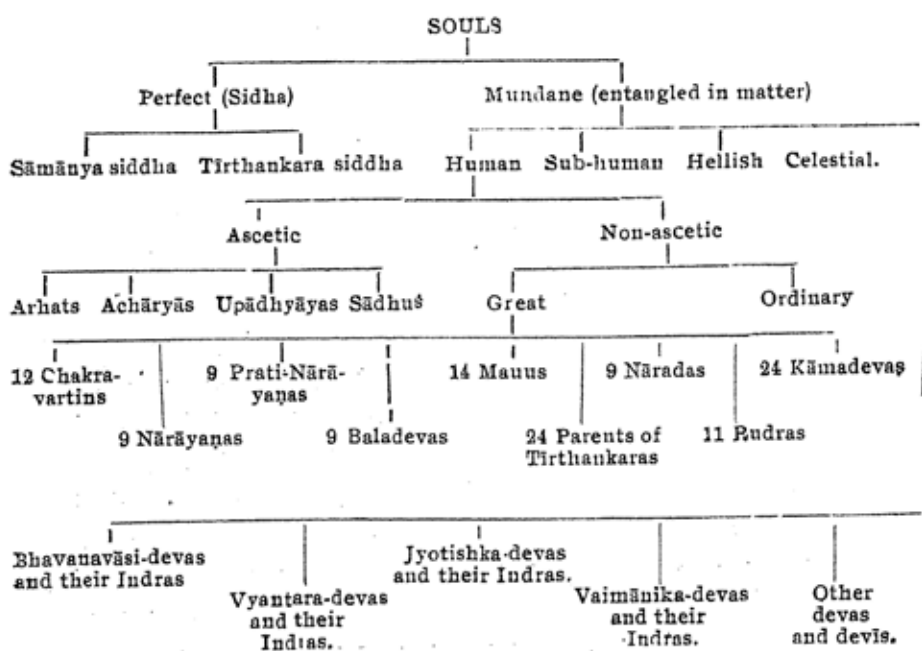 SOULS
Perfect (Sidha) Mundane (entangled in matter)
Sāmānya siddha Tīrthankara siddha Human Sub-human Hellish Celestial.
Ascetic Non-ascetic
Arhats Achāryās Upādhyāyas Sādhuś Great Ordinary
12 Chakra- 9 Prati-Nārā- 14 Mauus 9 Nāradas 24 Kāmadevaṣ
vartins yaṇas
9 Nārāyaṇas 9 Baladevas 24 Parents of 11 Rudras
Tīrthankaras
Bhavanavāsi-devas Jyotishka-devas
and their Indras and their Indras.
Vyantara-devas Vaimānika-devas Other
and their and their devas
Indras. Indras. and devīs.